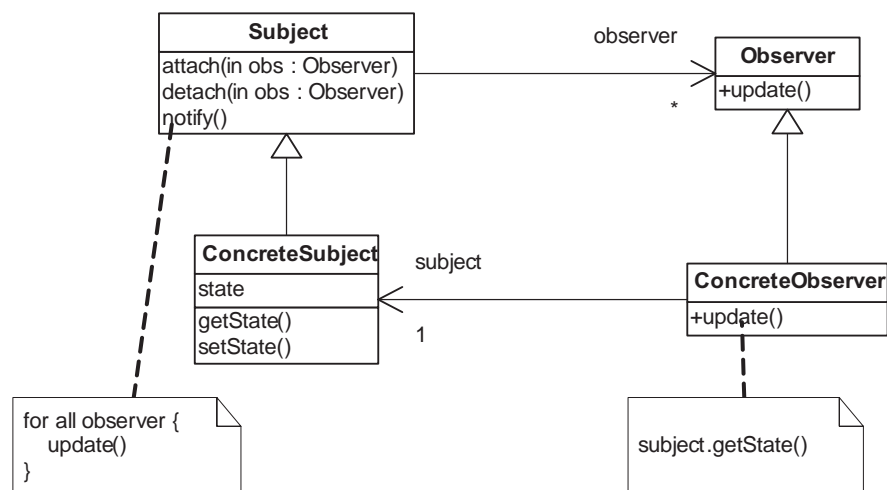 Subject
attach(in obs : Observer)
detach(in obs : Observer)
notify()
observer
*
Observer
+update()
ConcreteSubject
state
getState()
setState()
subject
1
ConcreteObserver
+update()
for all observer {
update()
}
subject.getState()